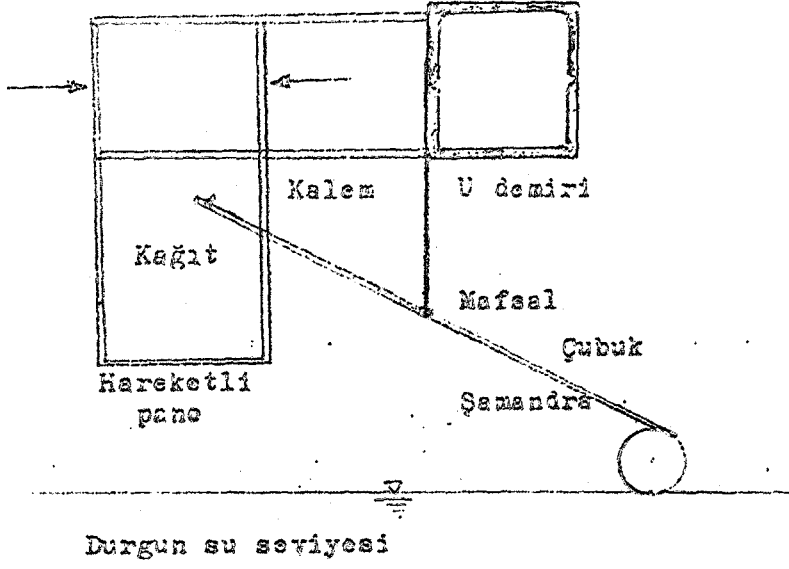 Kalem
U demiri
Kağıt
Mafsal
Çubuk
Hareketli
pano
Şamandra
Durgun su seviyesi